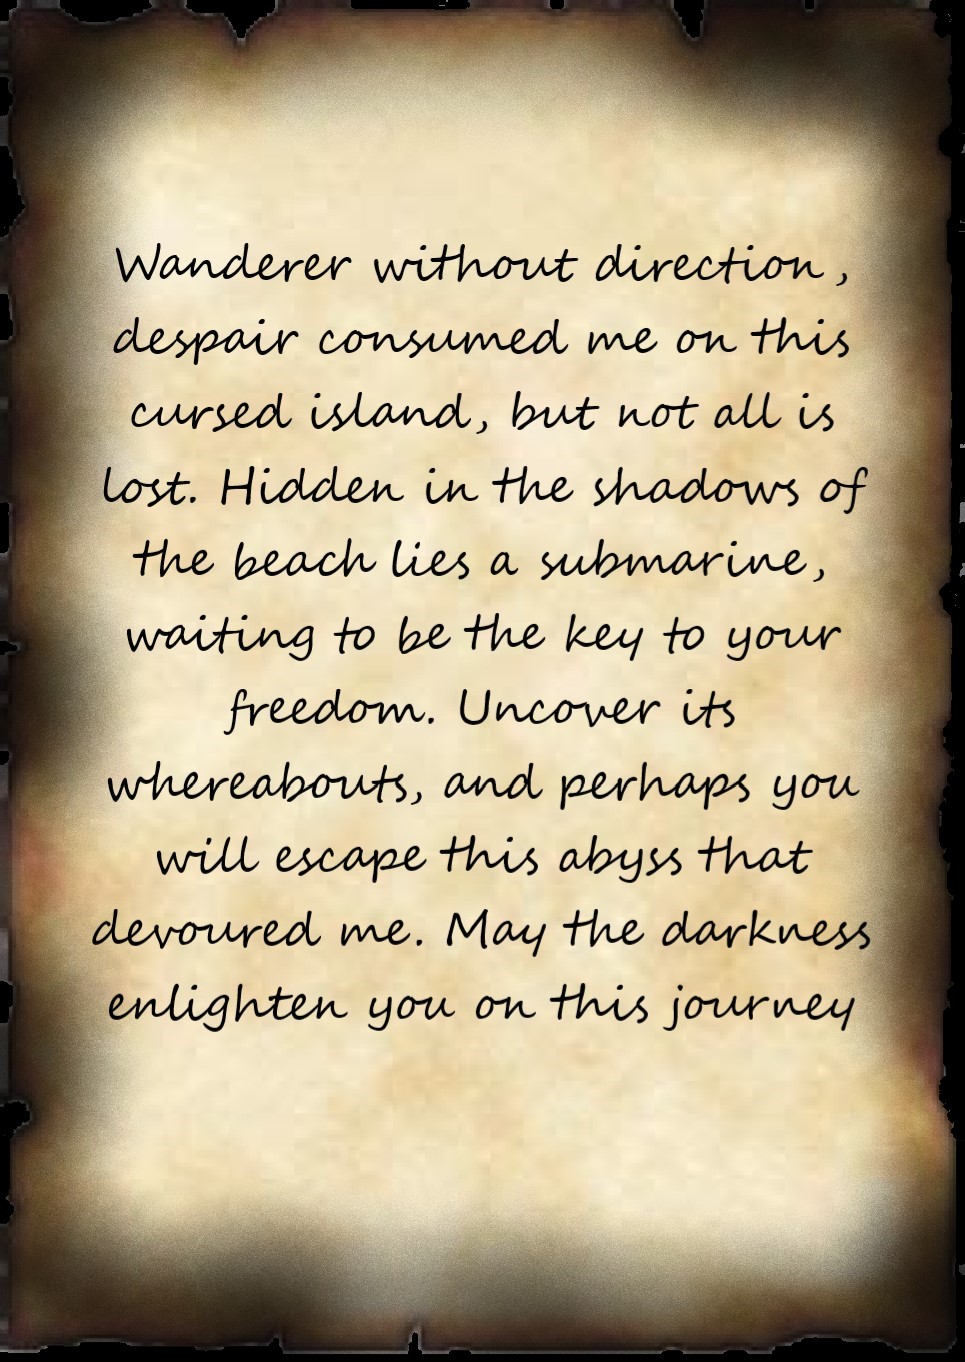 Wanderer without direction,
despair consumed me on this
cursed island, but not all is
lost. Hidden in the shadows of
the beach lies a submarine,
waiting to be the key to your
freedom. Uncover its
whereabouts, and perhaps you
will escape this abyss that
devoured me. May the darkness
enlighten you on this journey